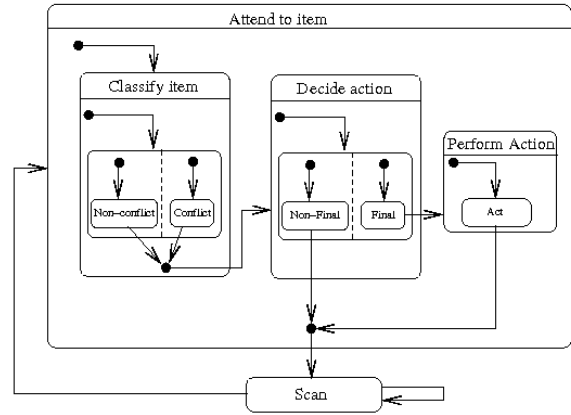 Attend to item
Classify item
Decide action
Perform Action
Non-conflict
Conflict
Non-Final
Final
Act
Scan